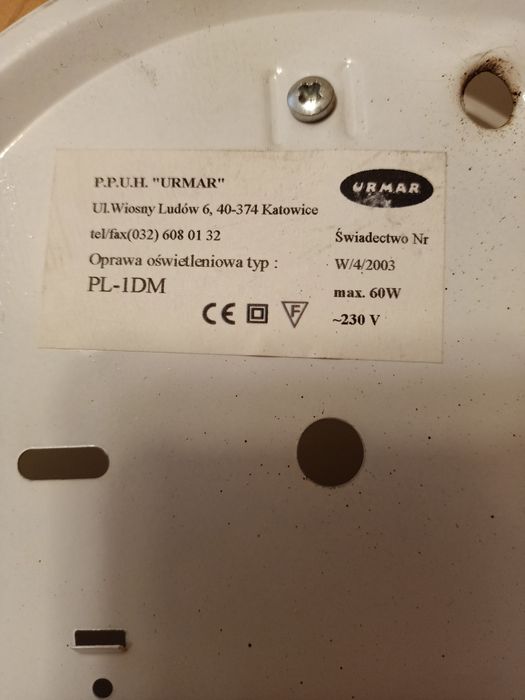 P.P.U.H. "URMAR"
URMAR
Ul.Wiosny Ludów 6, 40-374 Katowice
tel/fax(032) 608 01 32
Świadectwo Nr
Oprawa oświetleniowa typ :
W/4/2003
PL-1DM
max. 60W
CE
F
~230 V